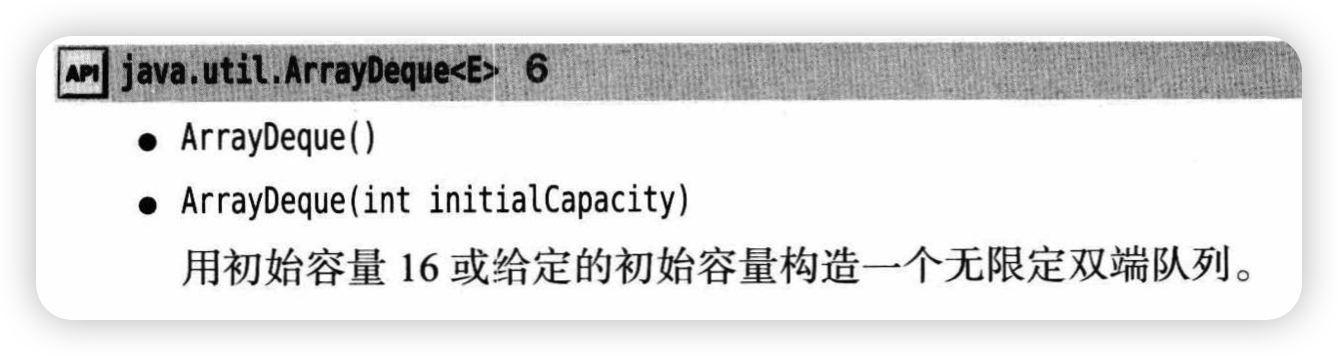 API java.util.ArrayDeque<E> 6
● ArrayDeque()
● ArrayDeque(int initialCapacity)
用初始容量 16 或给定的初始容量构造一个无限定双端队列。